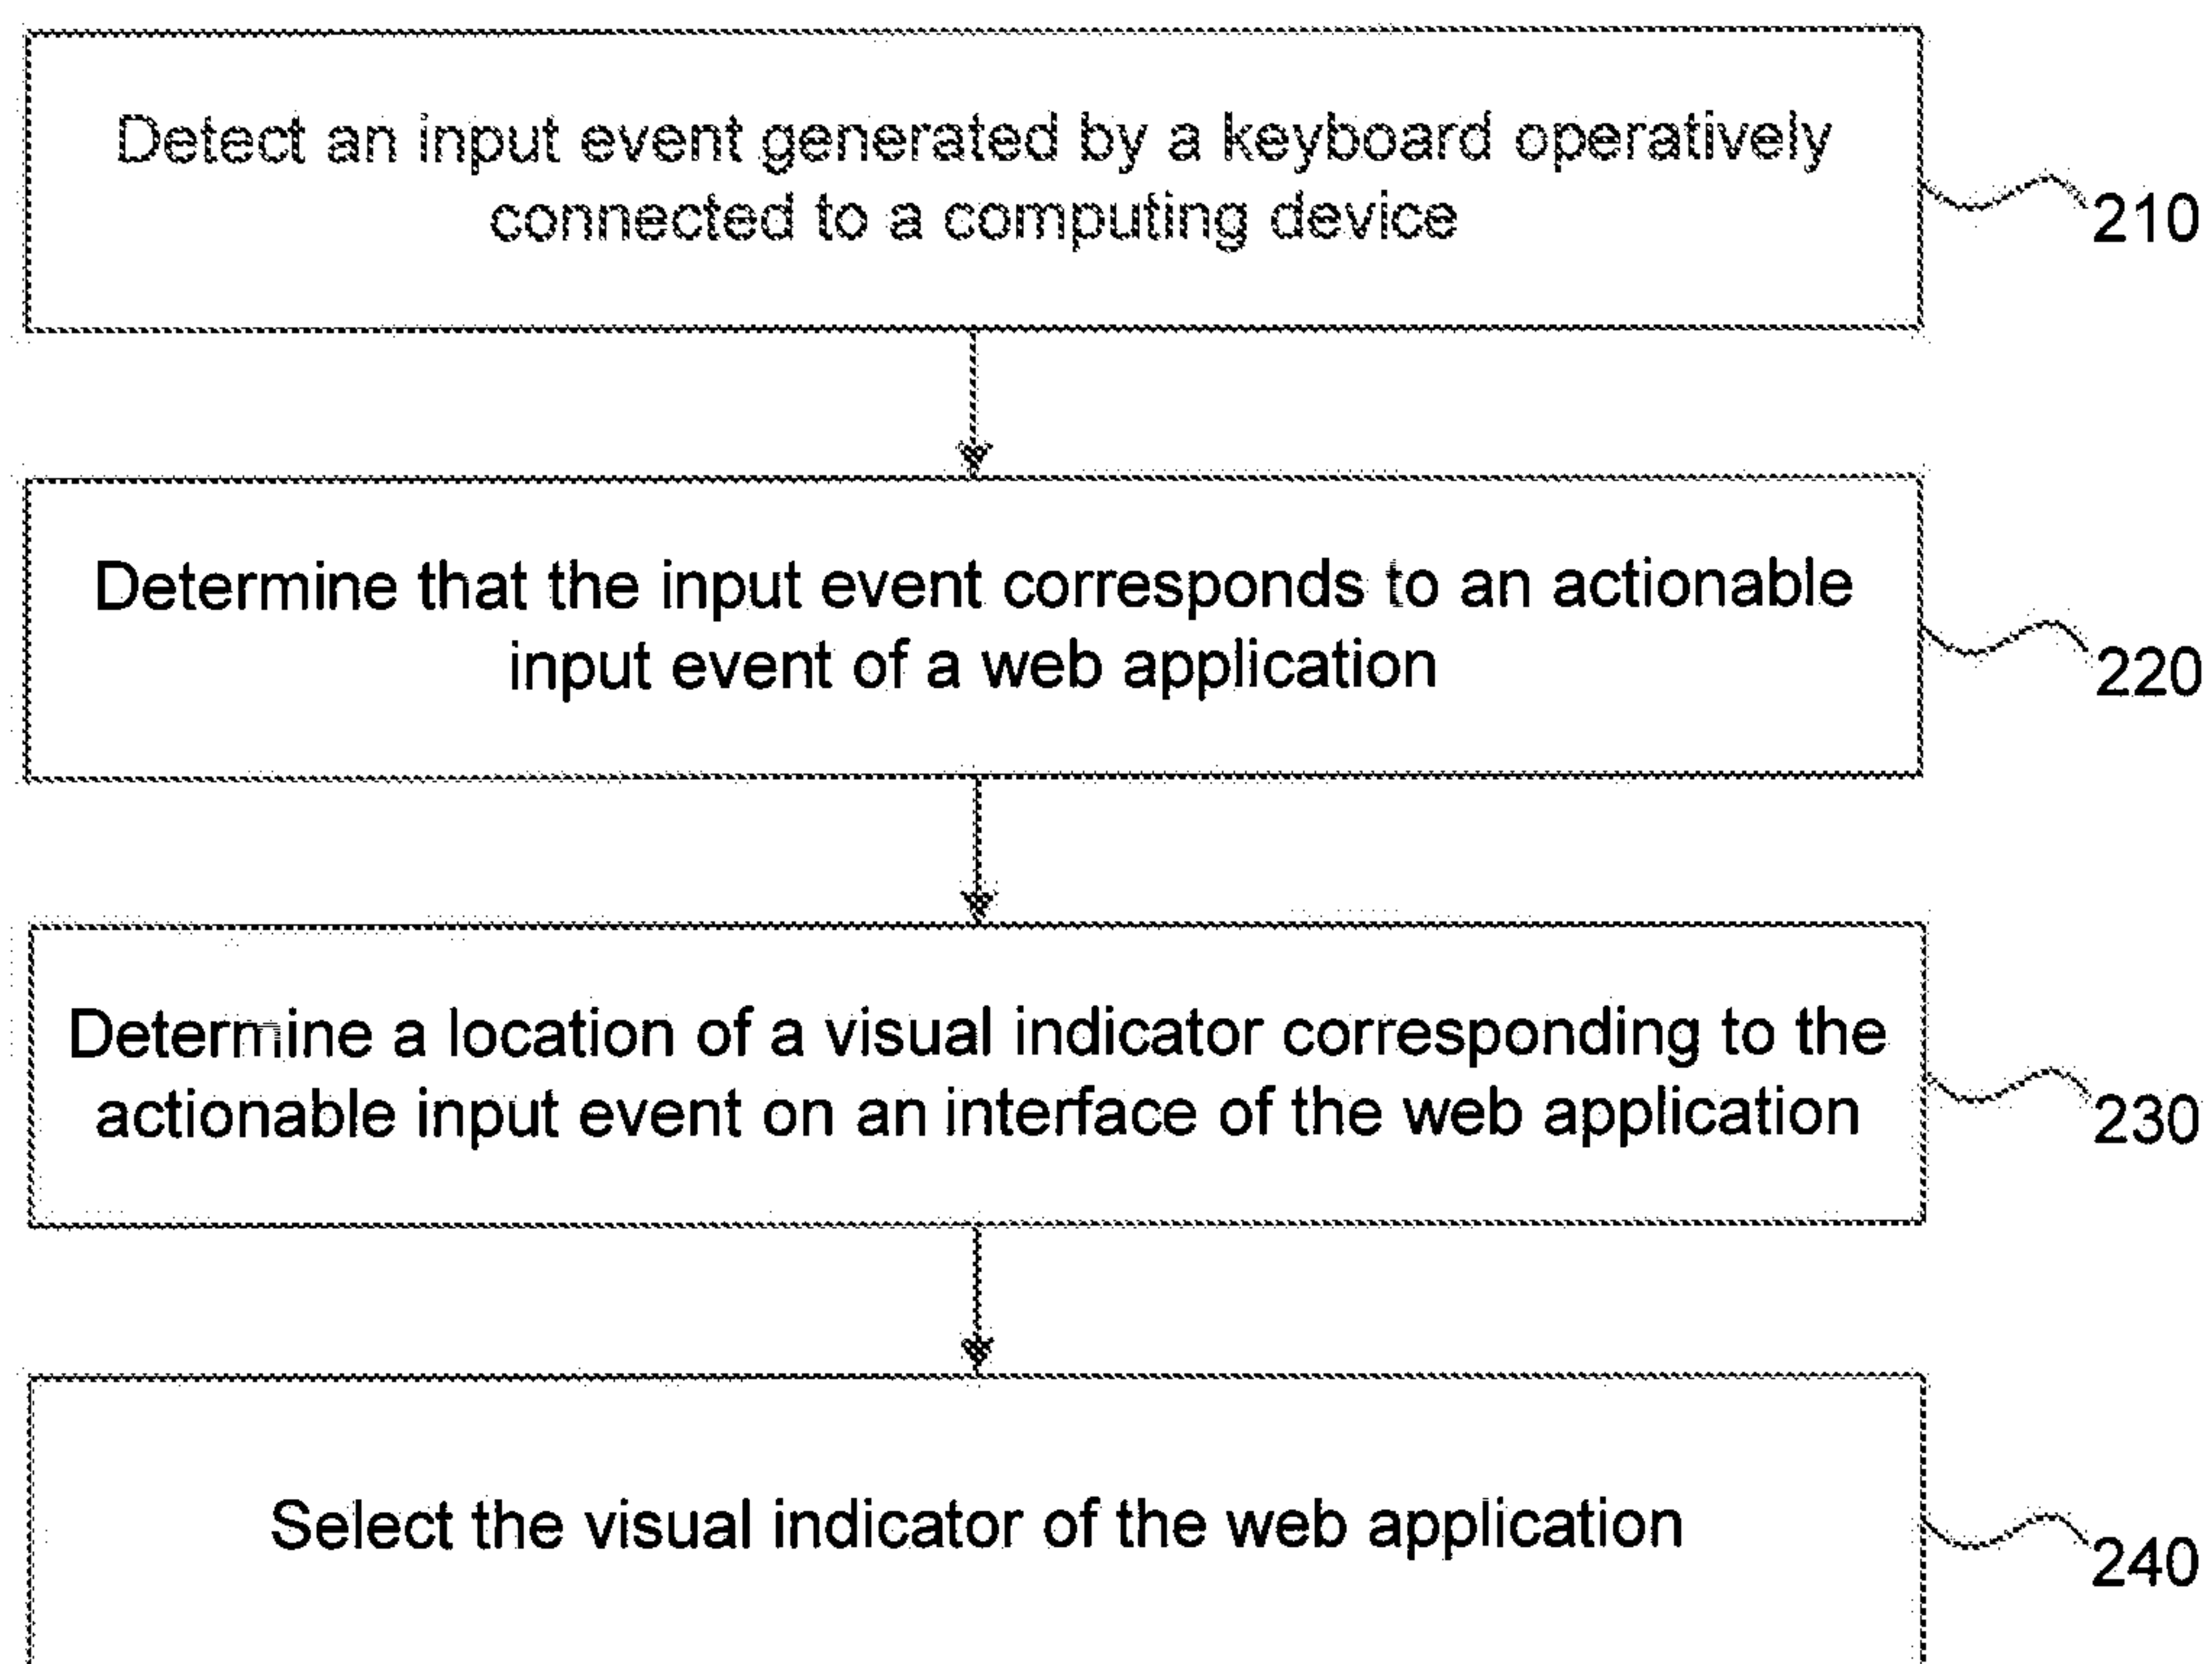 Detect an input event generated by a keyboard operatively
connected to a computing device
210
Determine that the input event corresponds to an actionable
input event of a web application
220
Determine a location of a visual indicator corresponding to the
actionable input event on an interface of the web application
230
Select the visual indicator of the web application
240